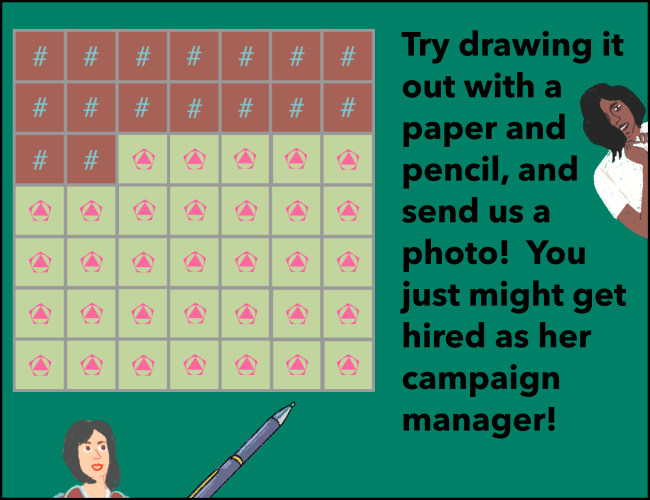 # # # # # # #
# # # # # # #
# #
Try drawing it
out with a
paper and
pencil, and
send us a
photo!  You
just might get
hired as her
campaign
manager!